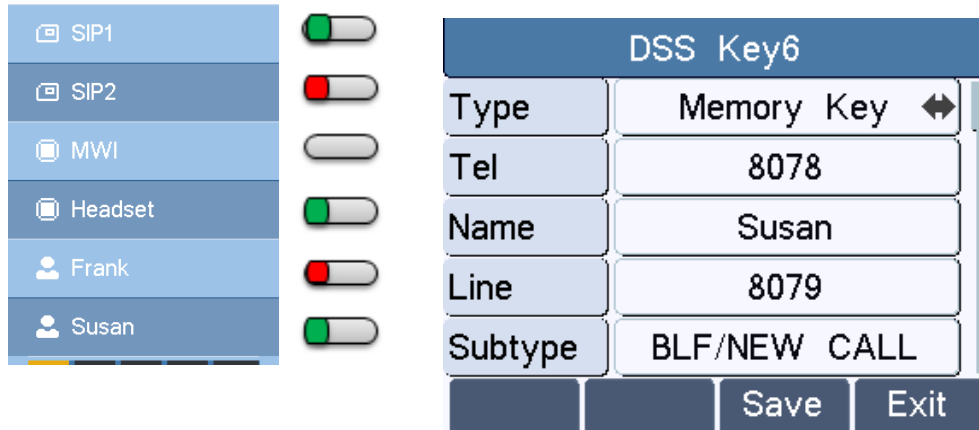 SIP1
SIP2
MWI
Headset
Frank
Susan
DSS Key6
Type Memory Key
Tel 8078
Name Susan
Line 8079
Subtype BLF/NEW CALL
Save Exit